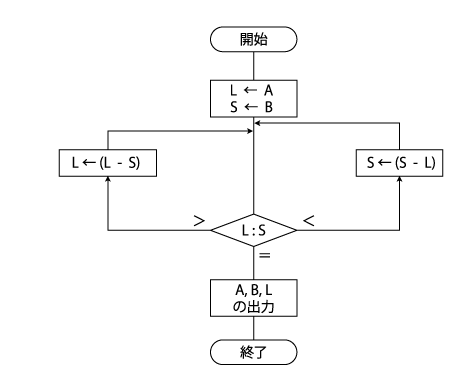 開始
L ← A
S ← B
L ← (L - S)
S ← (S - L)
>
L : S
<
=
A, B, L
の出力
終了